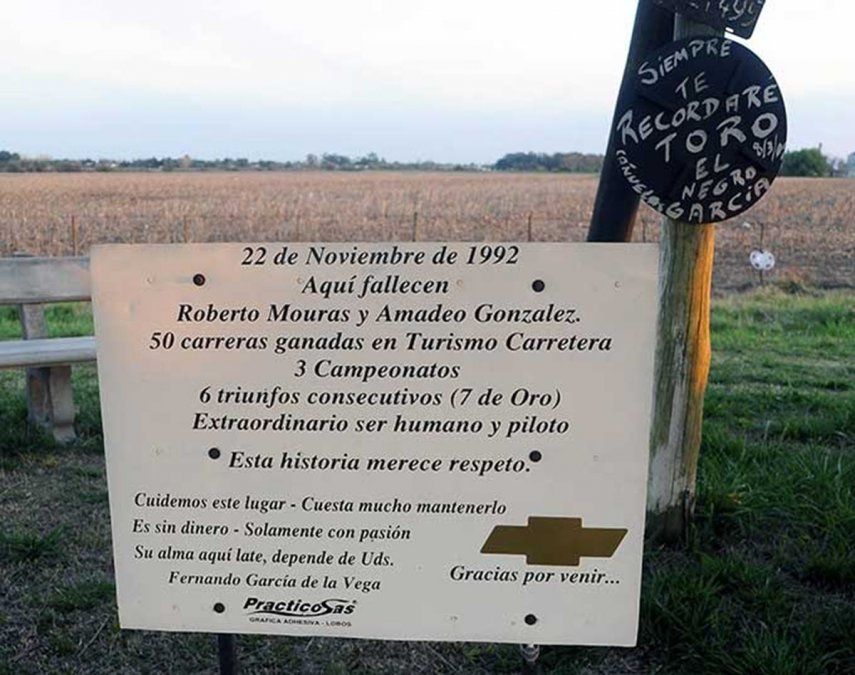 SIEMPRE
TE
RECORDARE
TORO
EL
NEGRO
GARCIA
22 de Noviembre de 1992
Aquí fallecen
Roberto Mouras y Amadeo Gonzalez.
50 carreras ganadas en Turismo Carretera
3 Campeonatos
6 triunfos consecutivos (7 de Oro)
Extraordinario ser humano y piloto
Esta historia merece respeto.
Cuidemos este lugar - Cuesta mucho mantenerlo
Es sin dinero - Solamente con pasión
Su alma aquí late, depende de Uds.
Fernando García de la Vega
Gracias por venir...
PracticoSas
GRAFICA ADHESIVA - LOBOS